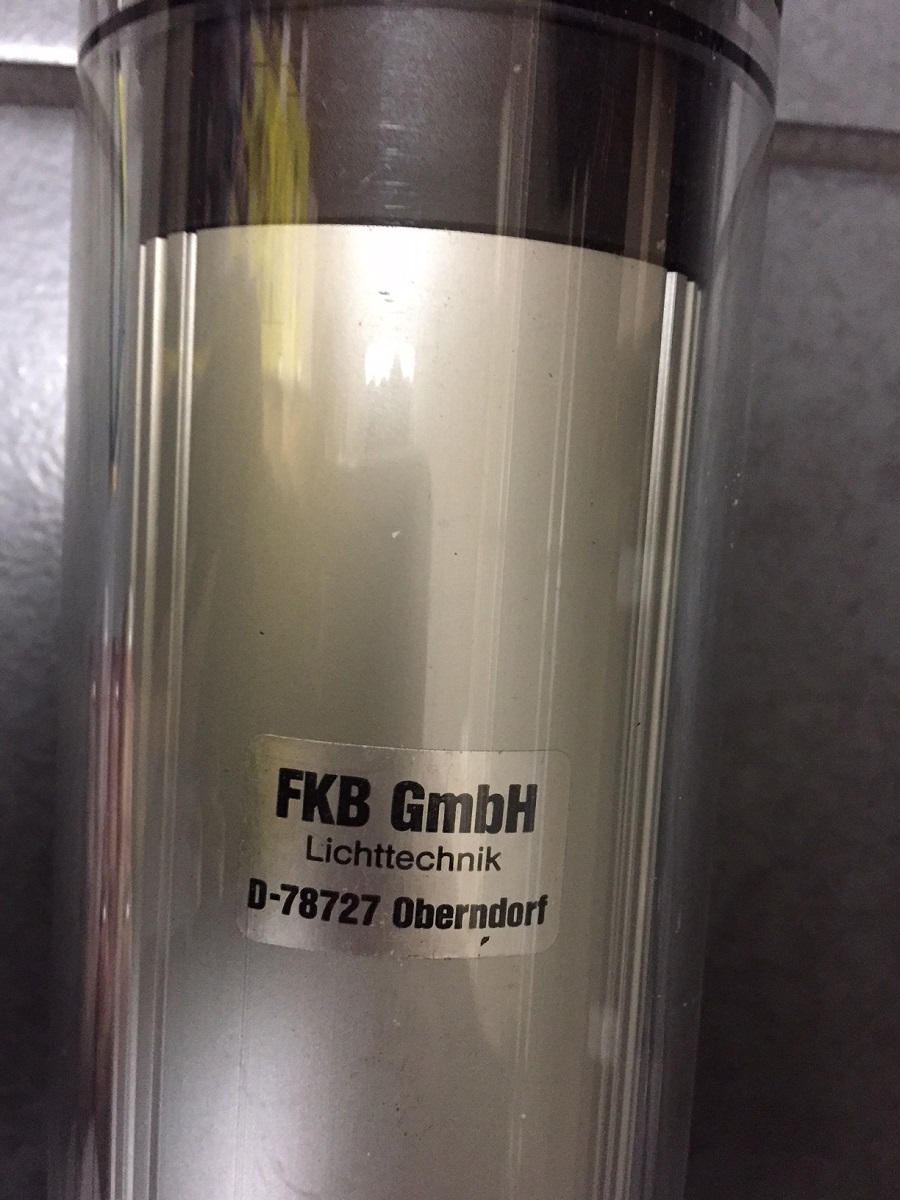 FKB GmbH
Lichttechnik
D-78727 Oberndorf